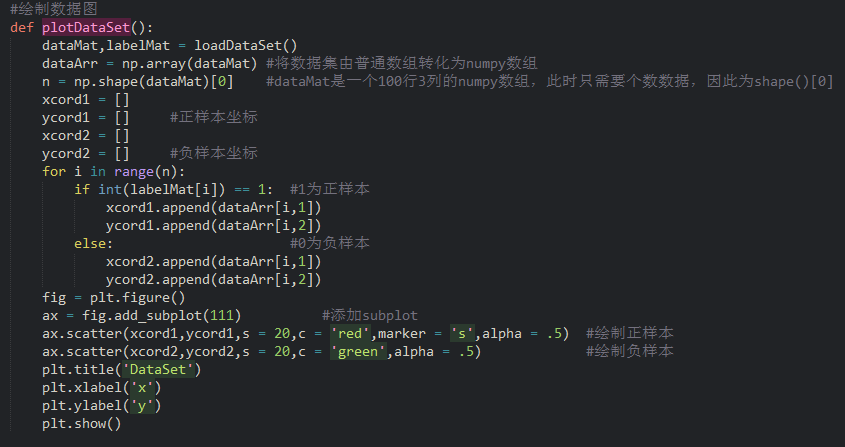 #绘制数据图
def plotDataSet():
    dataMat,labelMat = loadDataSet()
    dataArr = np.array(dataMat) #将数据集由普通数组转化为numpy数组
    n = np.shape(dataMat)[0]    #dataMat是一个100行3列的numpy数组，此时只需要个数数据，因此为shape()[0]
    xcord1 = []
    ycord1 = []     #正样本坐标
    xcord2 = []
    ycord2 = []     #负样本坐标
    for i in range(n):
        if int(labelMat[i]) == 1:  #1为正样本
            xcord1.append(dataArr[i,1])
            ycord1.append(dataArr[i,2])
        else:                      #0为负样本
            xcord2.append(dataArr[i,1])
            ycord2.append(dataArr[i,2])
    fig = plt.figure()
    ax = fig.add_subplot(111)          #添加subplot
    ax.scatter(xcord1,ycord1,s = 20,c = 'red',marker = 's',alpha = .5)  #绘制正样本
    ax.scatter(xcord2,ycord2,s = 20,c = 'green',alpha = .5)             #绘制负样本
    plt.title('DataSet')
    plt.xlabel('x')
    plt.ylabel('y')
    plt.show()